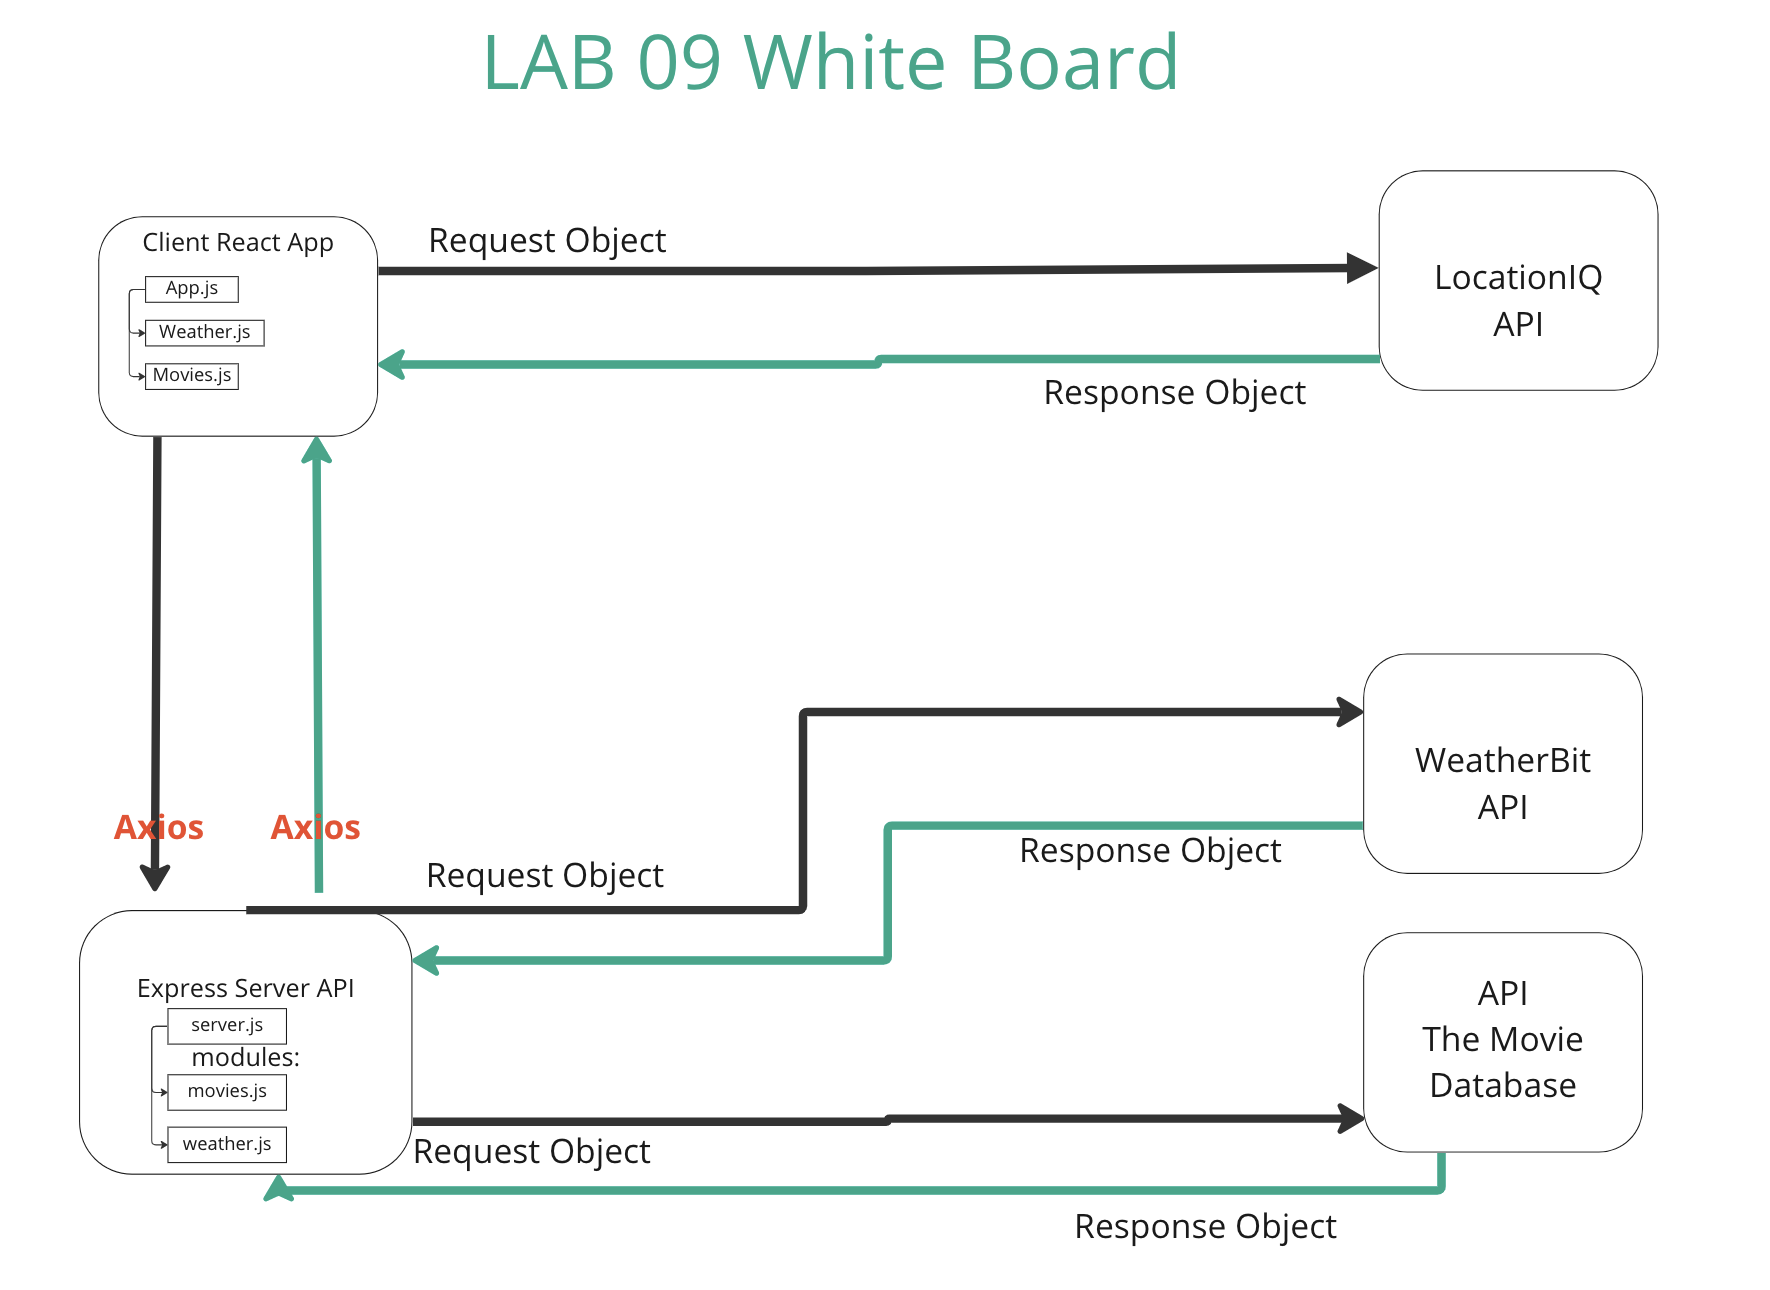 LAB 09 White Board
Client React App
App.js
Weather.js
Movies.js
Request Object
LocationIQ
API
Response Object
Axios
Axios
Request Object
WeatherBit
API
Response Object
Express Server API
server.js
modules:
movies.js
weather.js
API
The Movie
Database
Request Object
Response Object